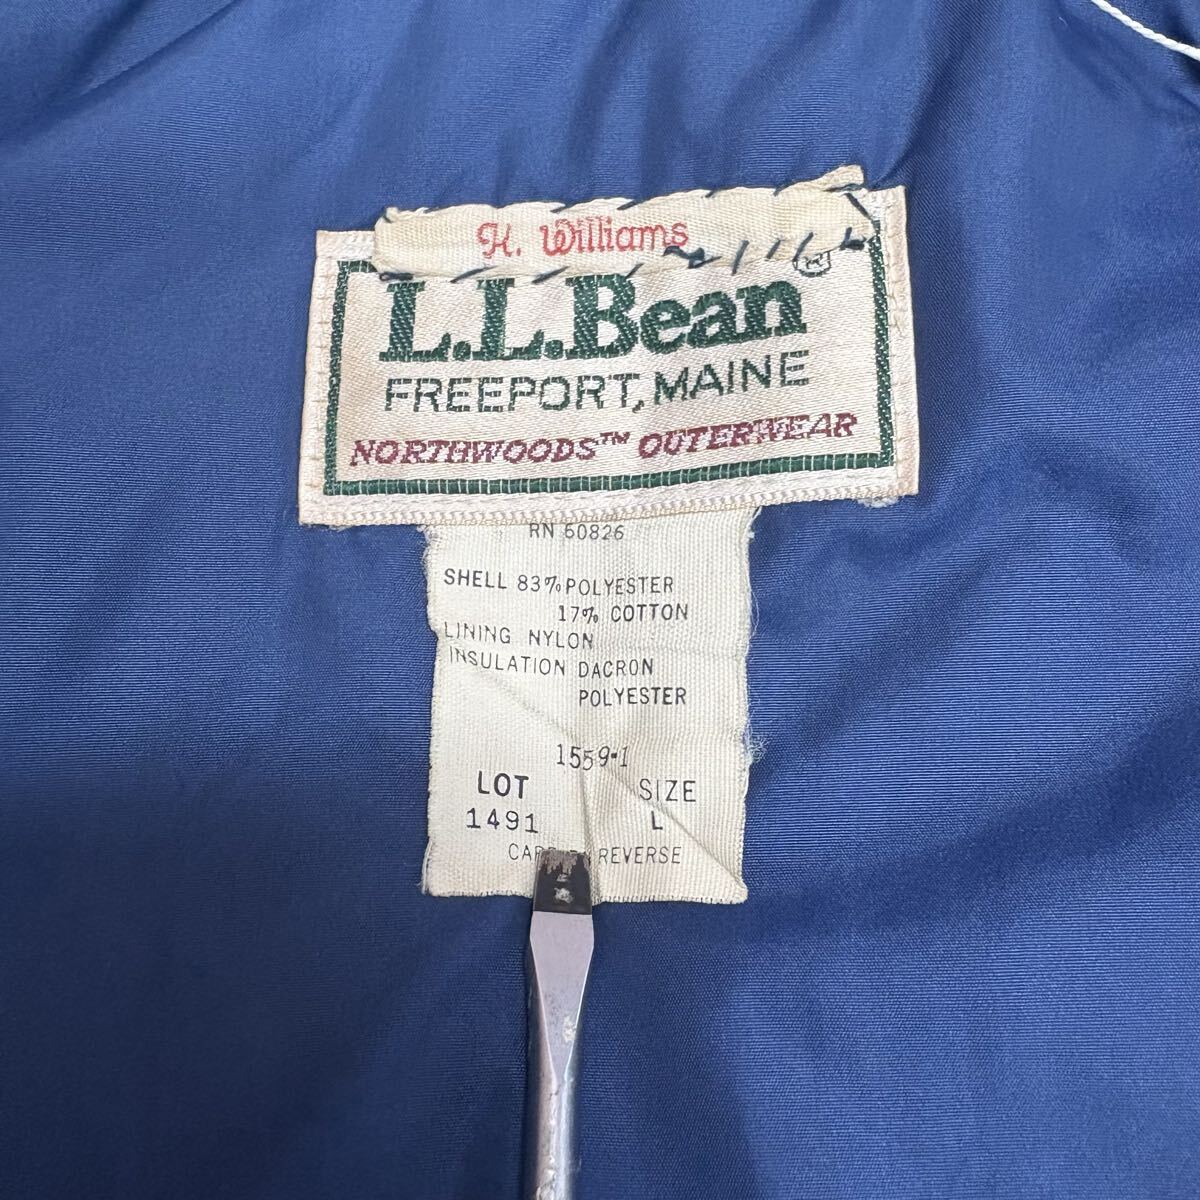 H. Williams
L.L.Bean®
FREEPORT, MAINE
NORTHWOODS™ OUTERWEAR
RN 60826
SHELL 83% POLYESTER
17% COTTON
LINING NYLON
INSULATION DACRON
POLYESTER
1559-1
LOT SIZE
1491 L
REVERSE